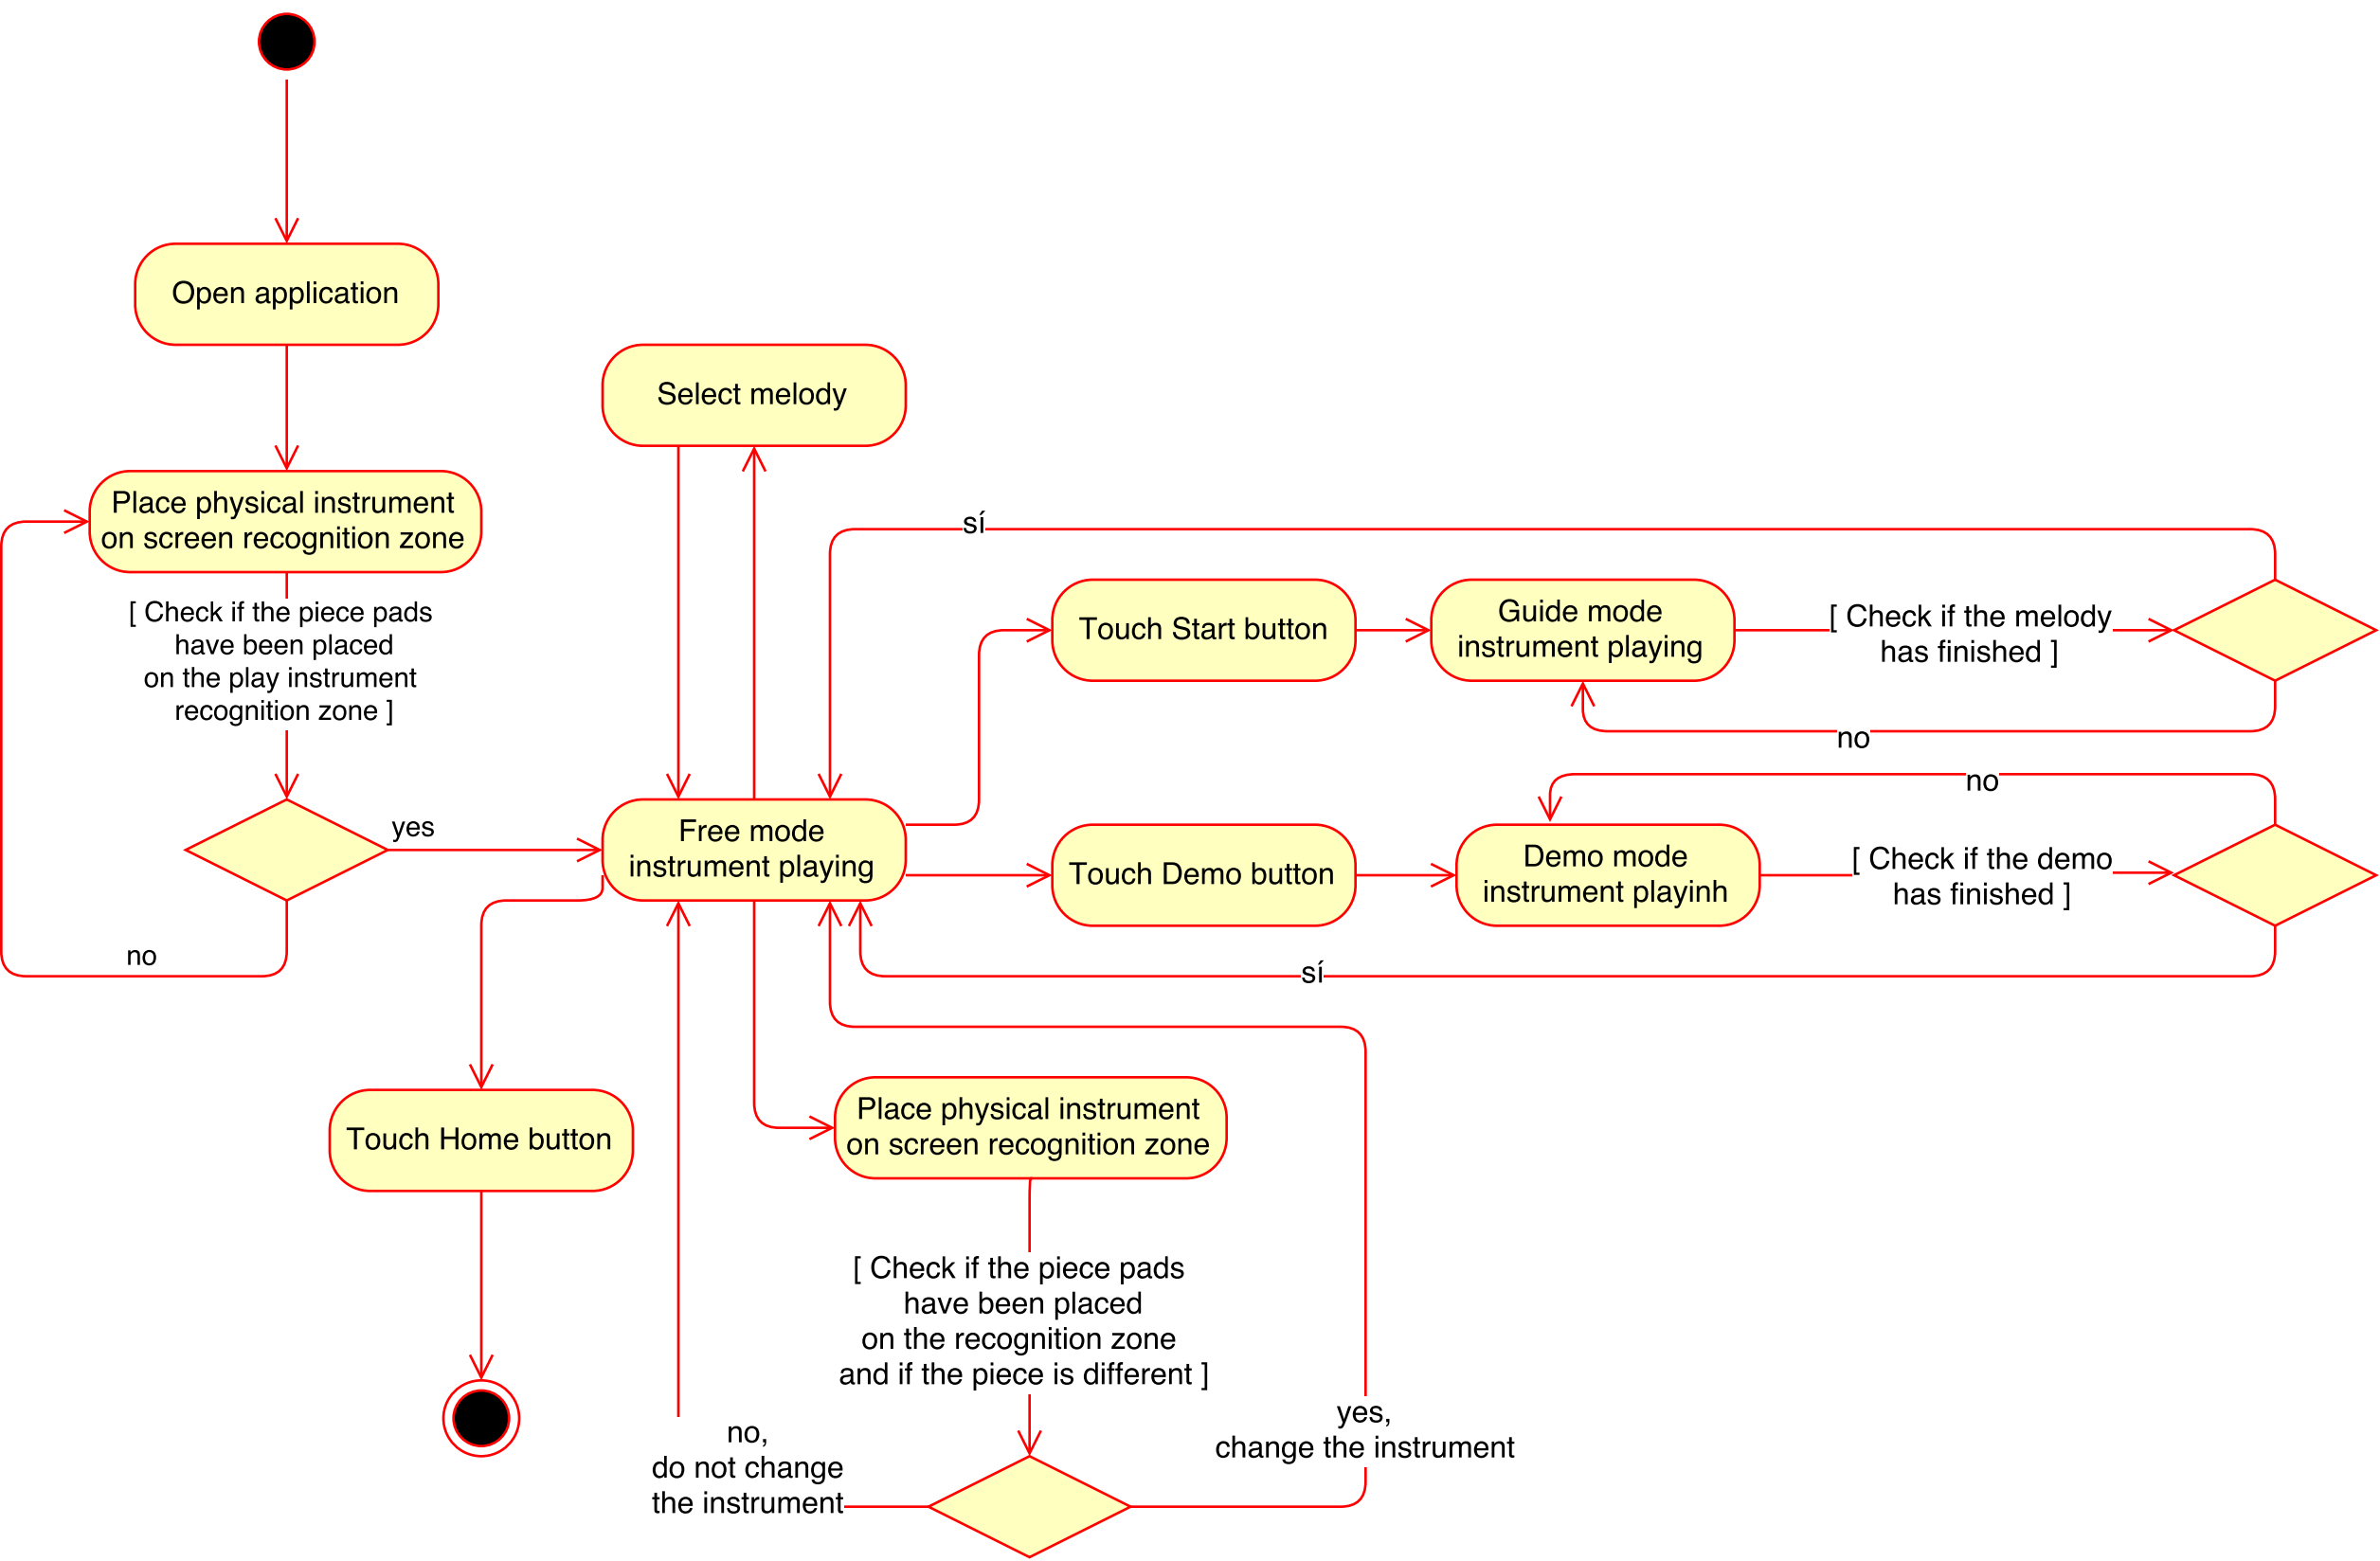 Open application
Select melody
Place physical instrument
on screen recognition zone
sí
[ Check if the piece pads
have been placed
on the play instrument
recognition zone ]
Touch Start button
Guide mode
instrument playing
[ Check if the melody
has finished ]
no
no
yes
Free mode
instrument playing
Touch Demo button
Demo mode
instrument playinh
[ Check if the demo
has finished ]
no
sí
Touch Home button
Place physical instrument
on screen recognition zone
[ Check if the piece pads
have been placed
on the recognition zone
and if the piece is different ]
no,
do not change
the instrument
yes,
change the instrument